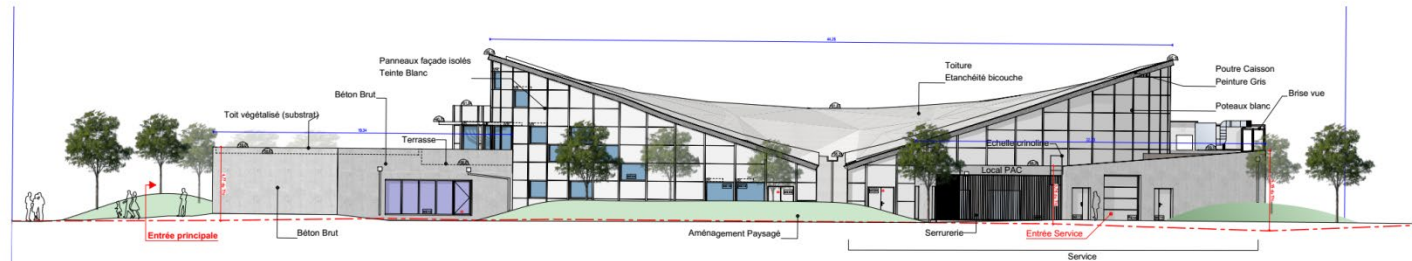 Panneaux façade isolés
Teinte Blanc
Toiture
Etanchéité bicouche
Poutre Caisson
Peinture Gris
Béton Brut
Brise vue
Toit végétalisé (substrat)
Poteaux blanc
Terrasse
Echelle crinoline
Local PAC
Entrée principale
Béton Brut
Aménagement Paysagé
Serrurerie
Entrée Service
Service